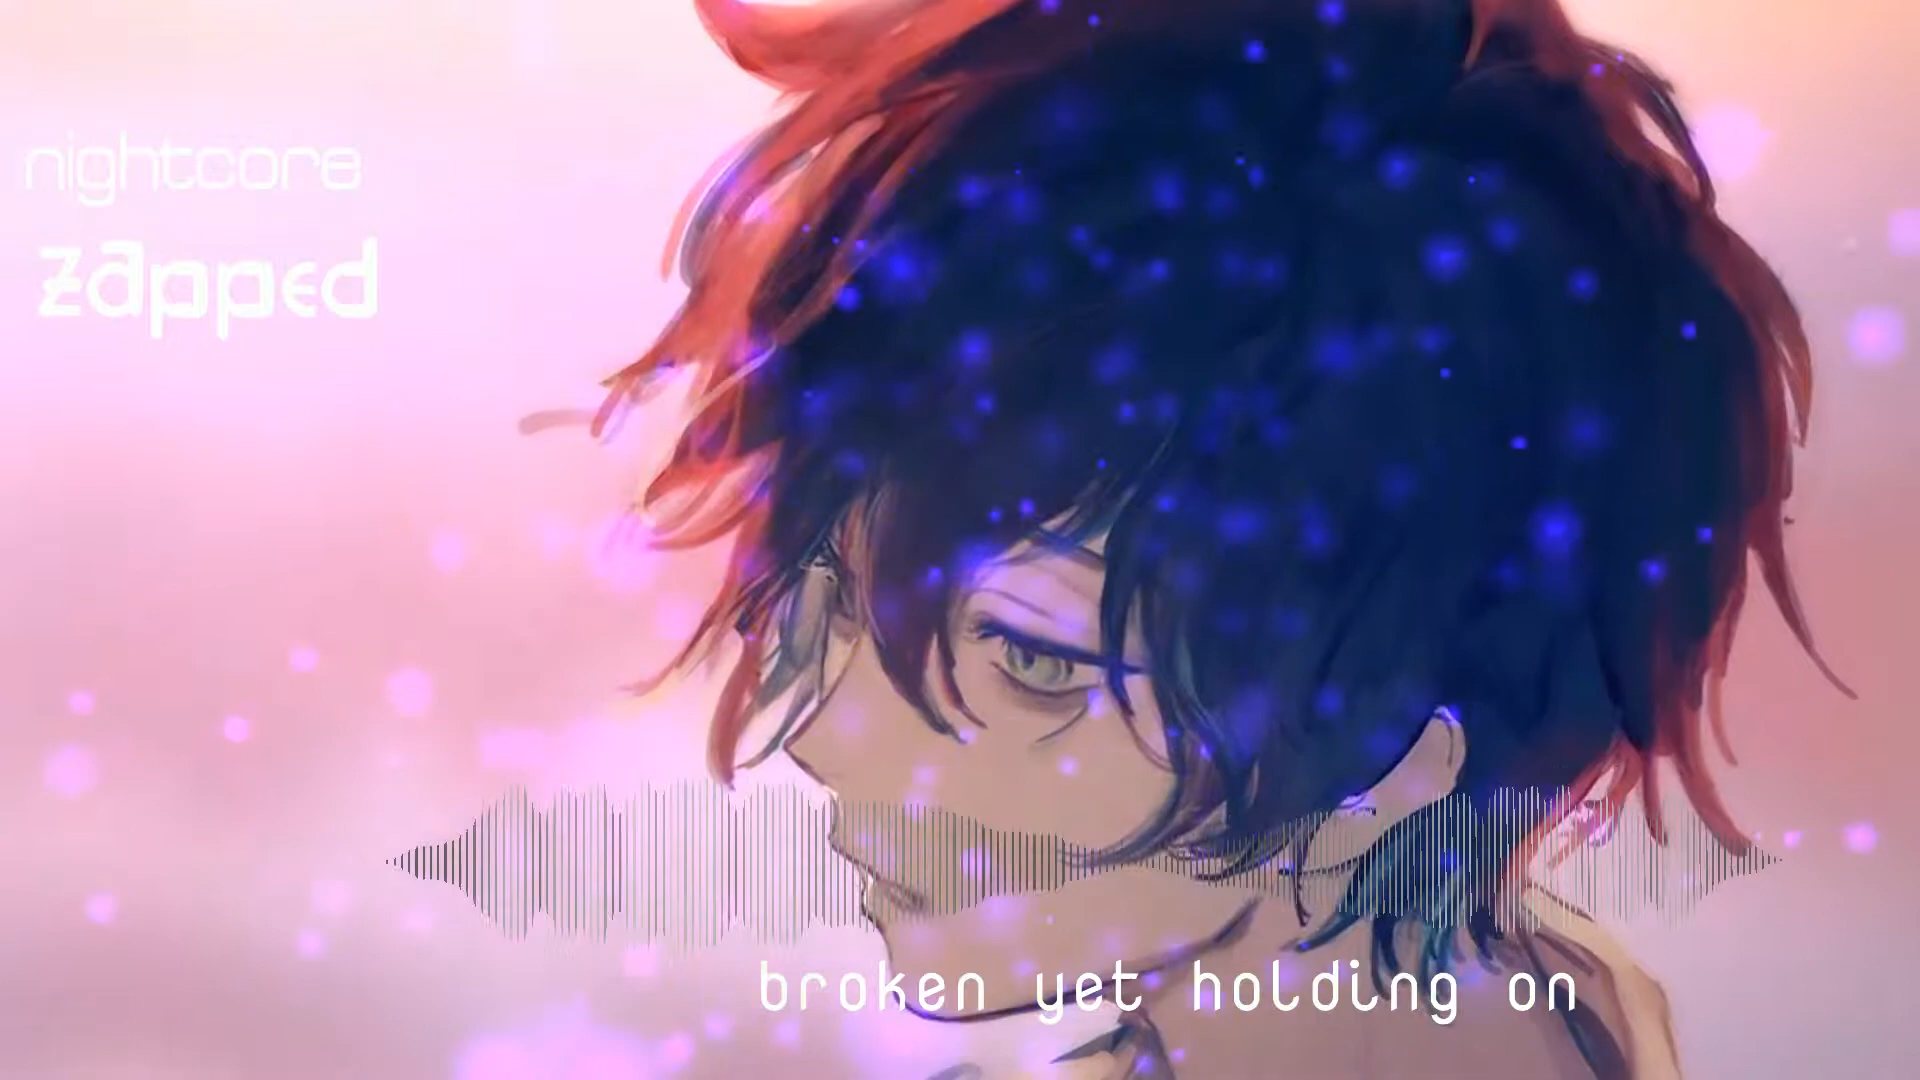 nightcore
zapped
broken yet holding on